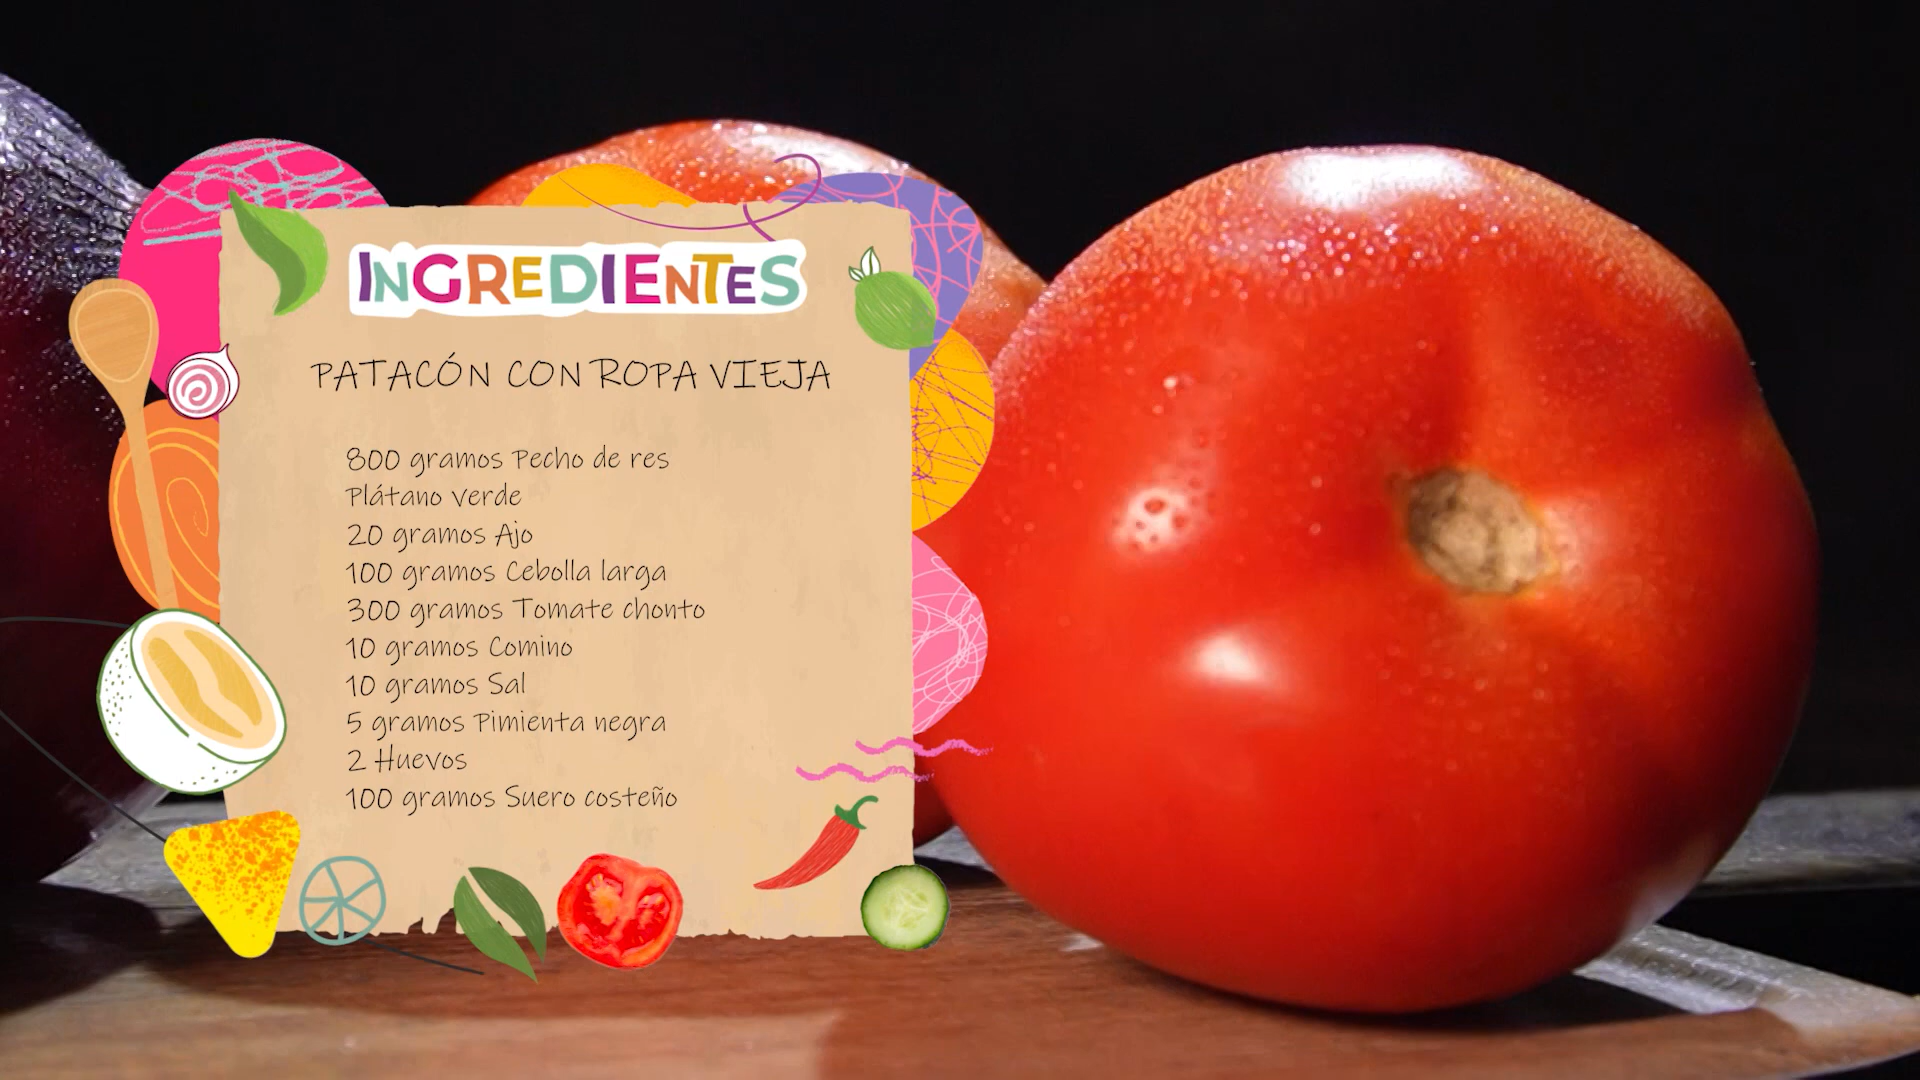 INGREDIENTES
PATACÓN CON ROPA VIEJA
800 gramos Pecho de res
Plátano verde
20 gramos Ajo
100 gramos Cebolla larga
300 gramos Tomate chonto
10 gramos Comino
10 gramos Sal
5 gramos Pimienta negra
2 Huevos
100 gramos Suero costeño